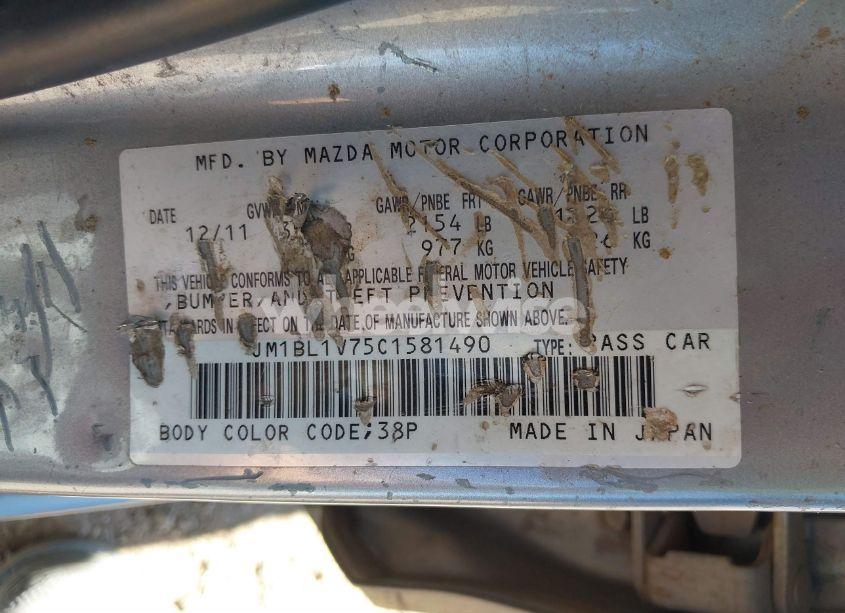 MFD. BY MAZDA MOTOR CORPORATION
DATE GAWR/PNBE FRT GAWR/PNBE RR
12/11 2154 LB LB
977 KG KG
THIS VEHICLE CONFORMS TO ALL APPLICABLE FEDERAL MOTOR VEHICLE SAFETY
,BUMPER,AND THEFT PREVENTION
STANDARDS IN EFFECT ON THE DATE OF MANUFACTURE SHOWN ABOVE.
JM1BL1V75C1581490 TYPE: PASS CAR
BODY COLOR CODE:38P MADE IN JAPAN